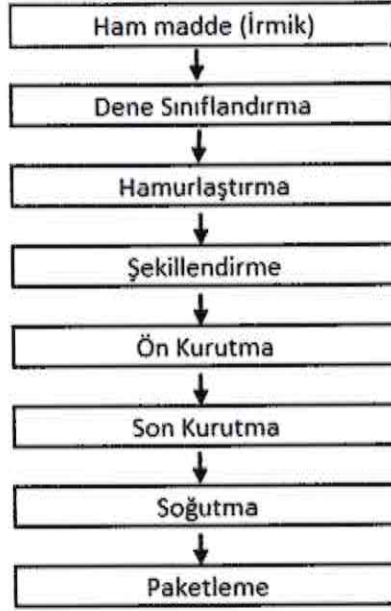 Ham madde (İrmik)
Dene Sınıflandırma
Hamurlaştırma
Şekillendirme
Ön Kurutma
Son Kurutma
Soğutma
Paketleme